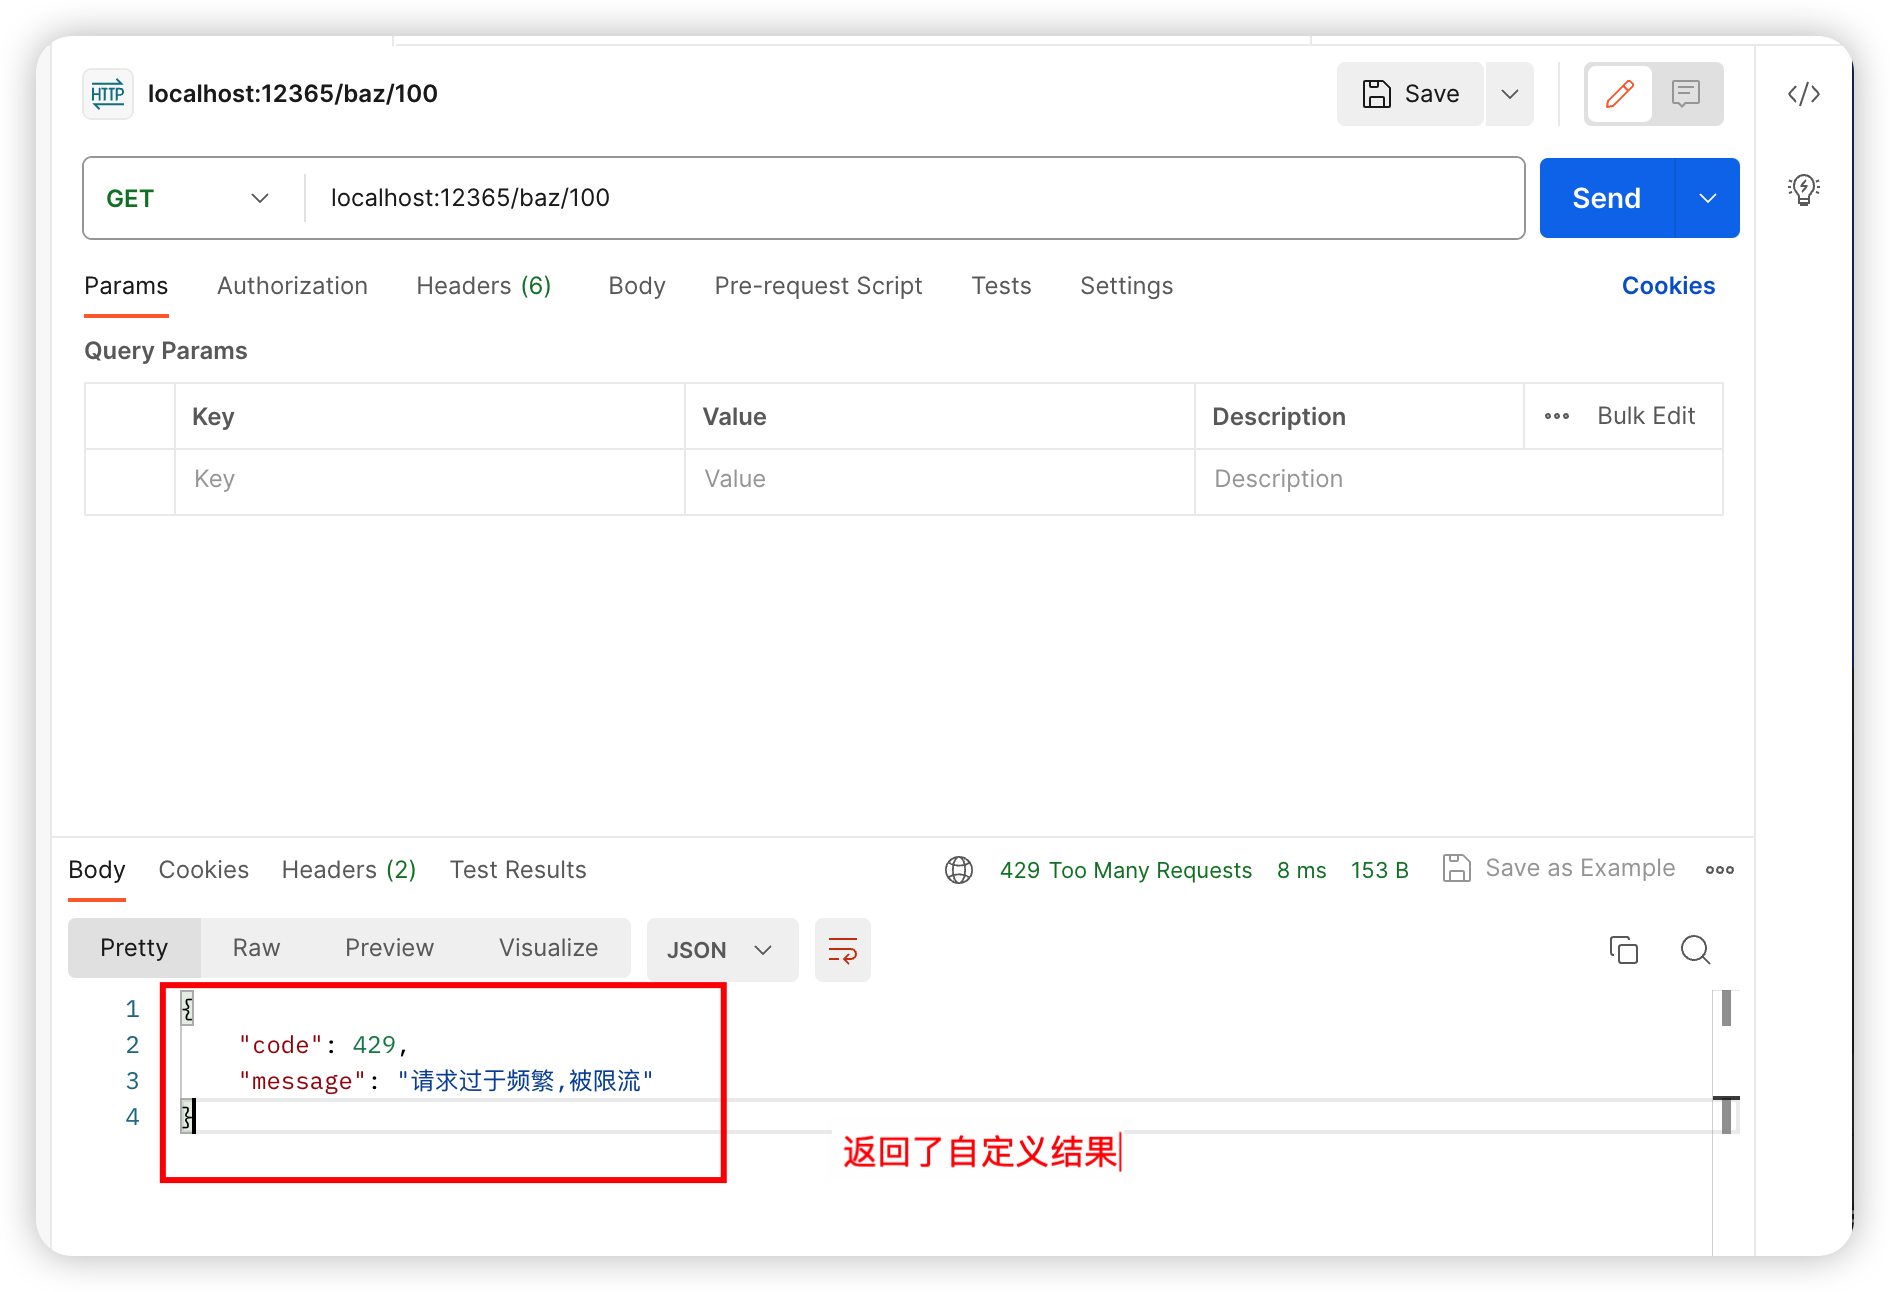 HTTP localhost:12365/baz/100 Save
GET localhost:12365/baz/100 Send
Params Authorization Headers (6) Body Pre-request Script Tests Settings Cookies
Query Params
Key Value Description Bulk Edit
Key Value Description
Body Cookies Headers (2) Test Results 429 Too Many Requests 8 ms 153 B Save as Example
Pretty Raw Preview Visualize JSON
1 {
2 "code": 429,
3 "message": "请求过于频繁,被限流"
4 }
返回了自定义结果